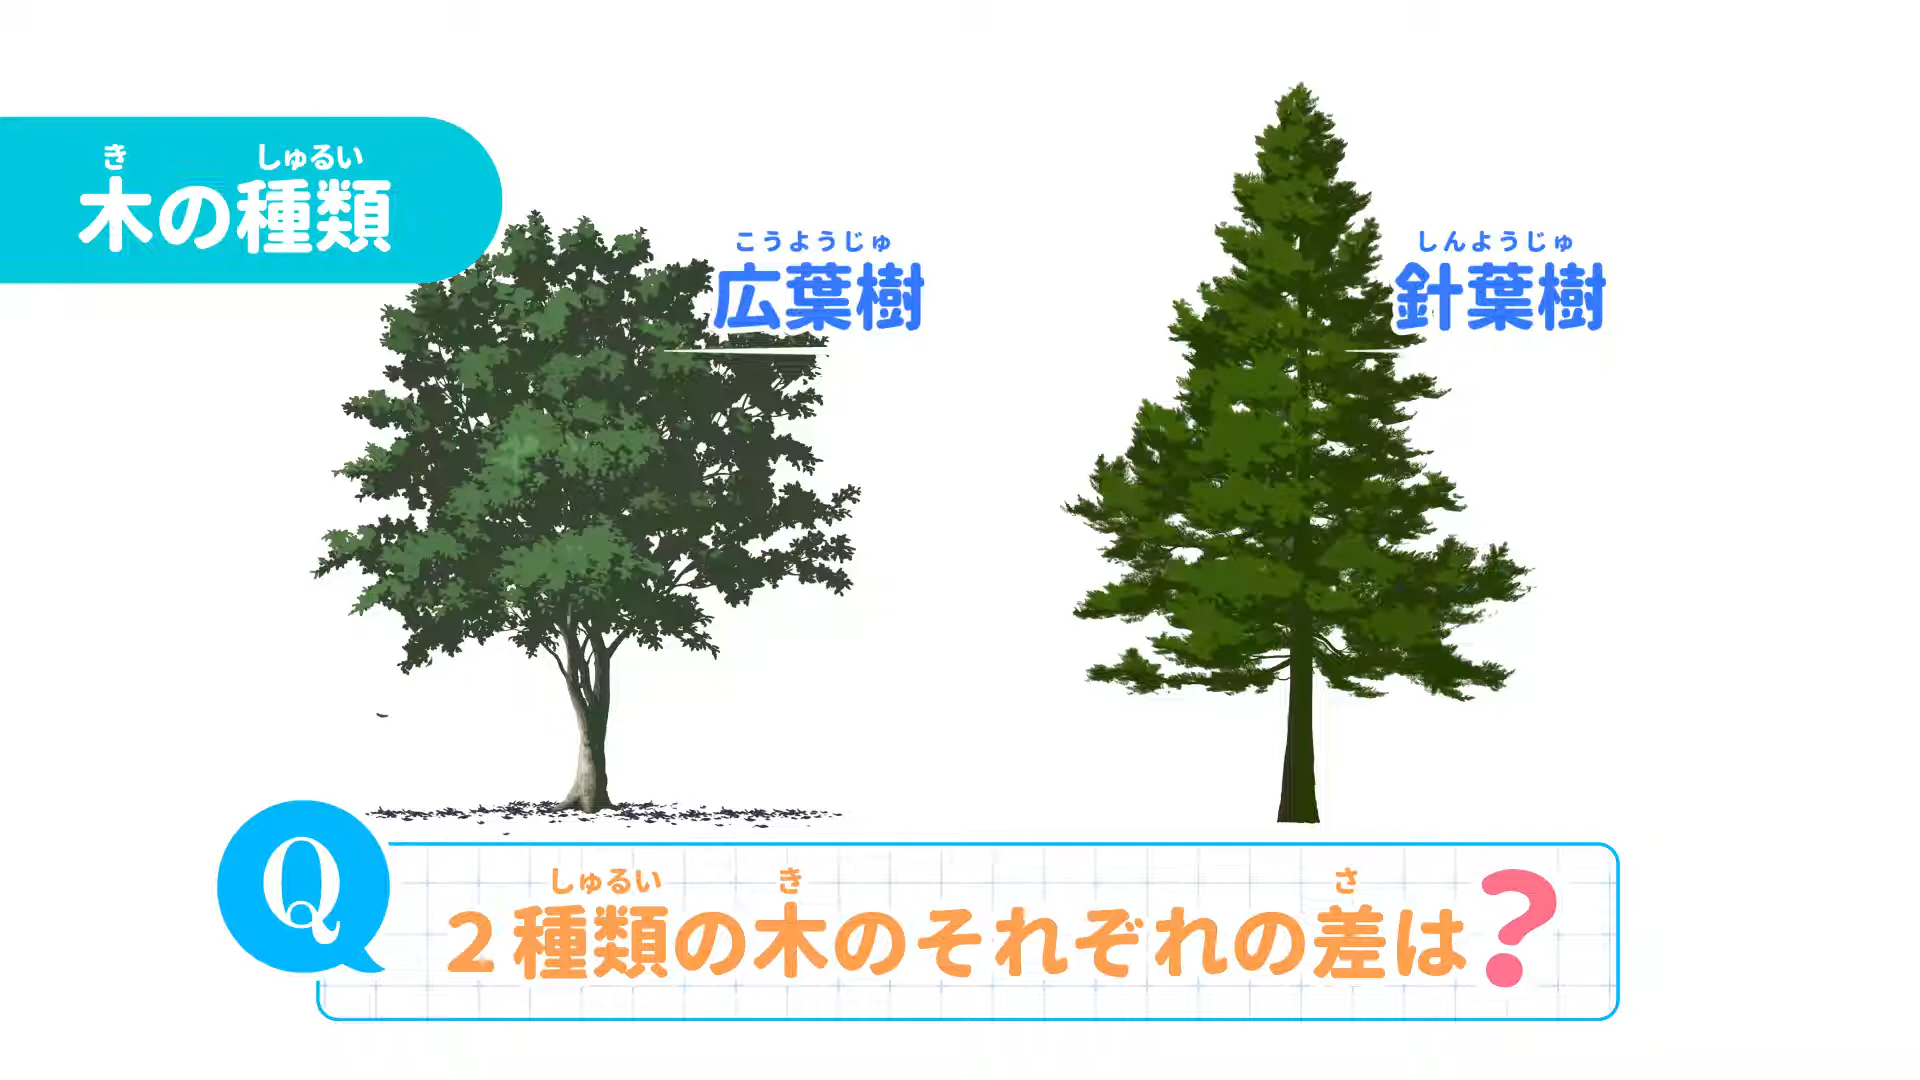 きしゅるい
木の種類
こうようじゅ
広葉樹
しんようじゅ
針葉樹
Q
しゅるいきさ
2種類の木のそれぞれの差は?